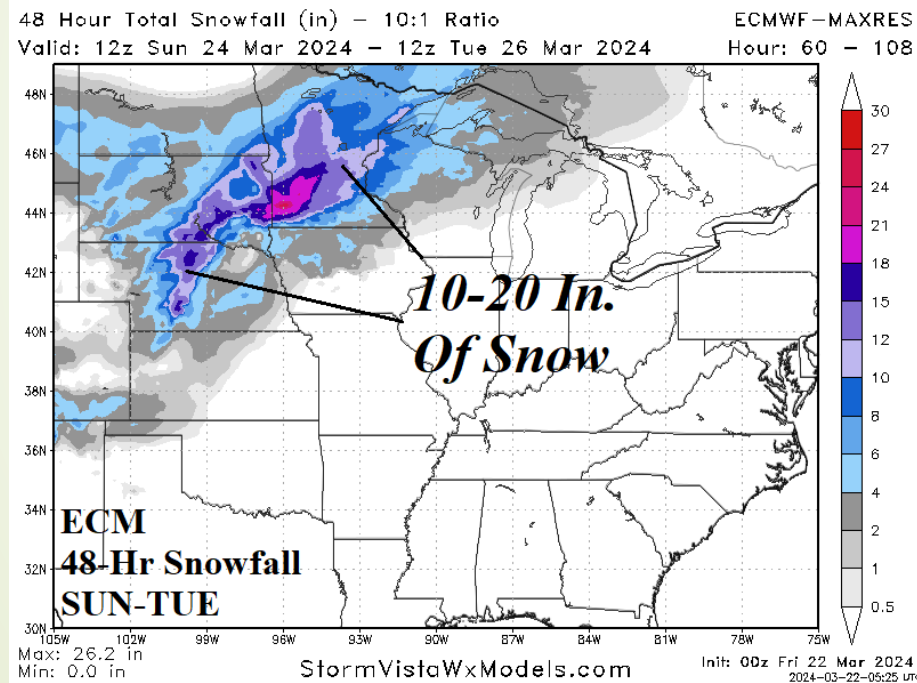 48 Hour Total Snowfall (in) – 10:1 Ratio
ECMWF–MAXRES
Valid: 12z Sun 24 Mar 2024 – 12z Tue 26 Mar 2024
Hour: 60 – 108
48N
46N
44N
42N
40N
38N
36N
34N
32N
30N
10-20 In.
Of Snow
ECM
48-Hr Snowfall
SUN-TUE
30
27
24
21
18
15
12
10
8
6
4
2
1
0.5
105W
102W
99W
96W
93W
90W
87W
84W
81W
78W
75W
Max: 26.2 in
Min: 0.0 in
StormVistaWxModels.com
Init: 00z Fri 22 Mar 2024
2024-03-22-05:25 UTC